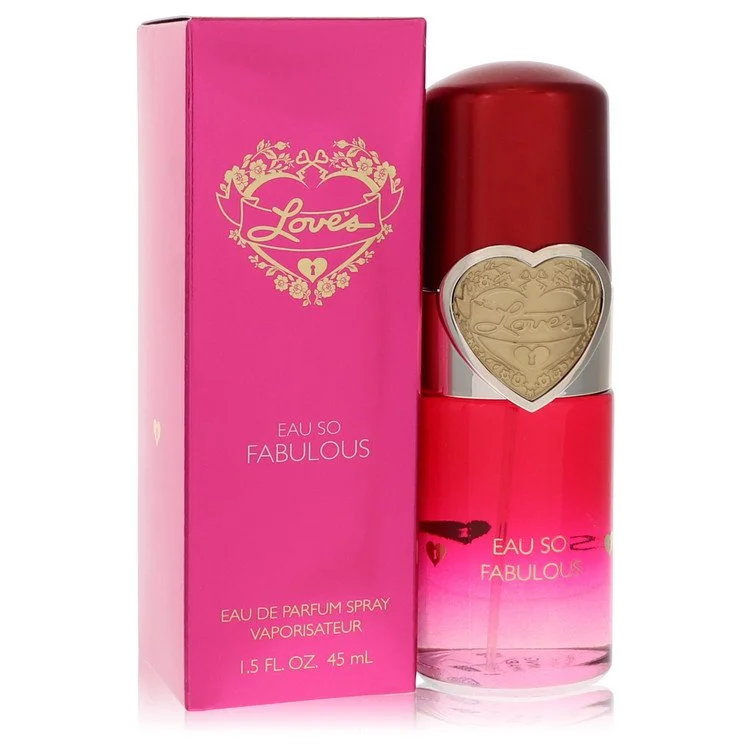 Love's
EAU SO
FABULOUS
EAU DE PARFUM SPRAY
VAPORISATEUR
1.5 FL. OZ. 45 mL
Love's
EAU SO
FABULOUS